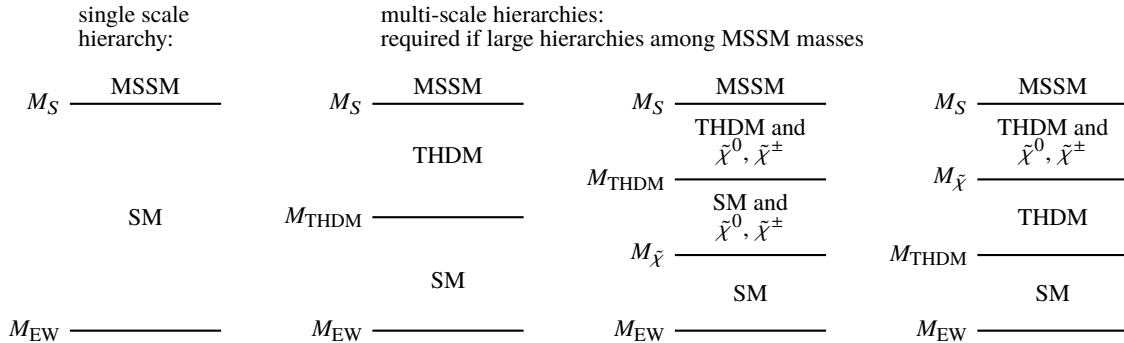 single scale
hierarchy:
multi-scale hierarchies:
required if large hierarchies among MSSM masses
MSSM
M_S
SM
M_EW
MSSM
M_S
THDM
M_THDM
SM
M_EW
MSSM
M_S
THDM and
χ̃⁰, χ̃^±
M_THDM
SM and
χ̃⁰, χ̃^±
M_χ̃
SM
M_EW
MSSM
M_S
THDM and
χ̃⁰, χ̃^±
M_χ̃
THDM
M_THDM
SM
M_EW